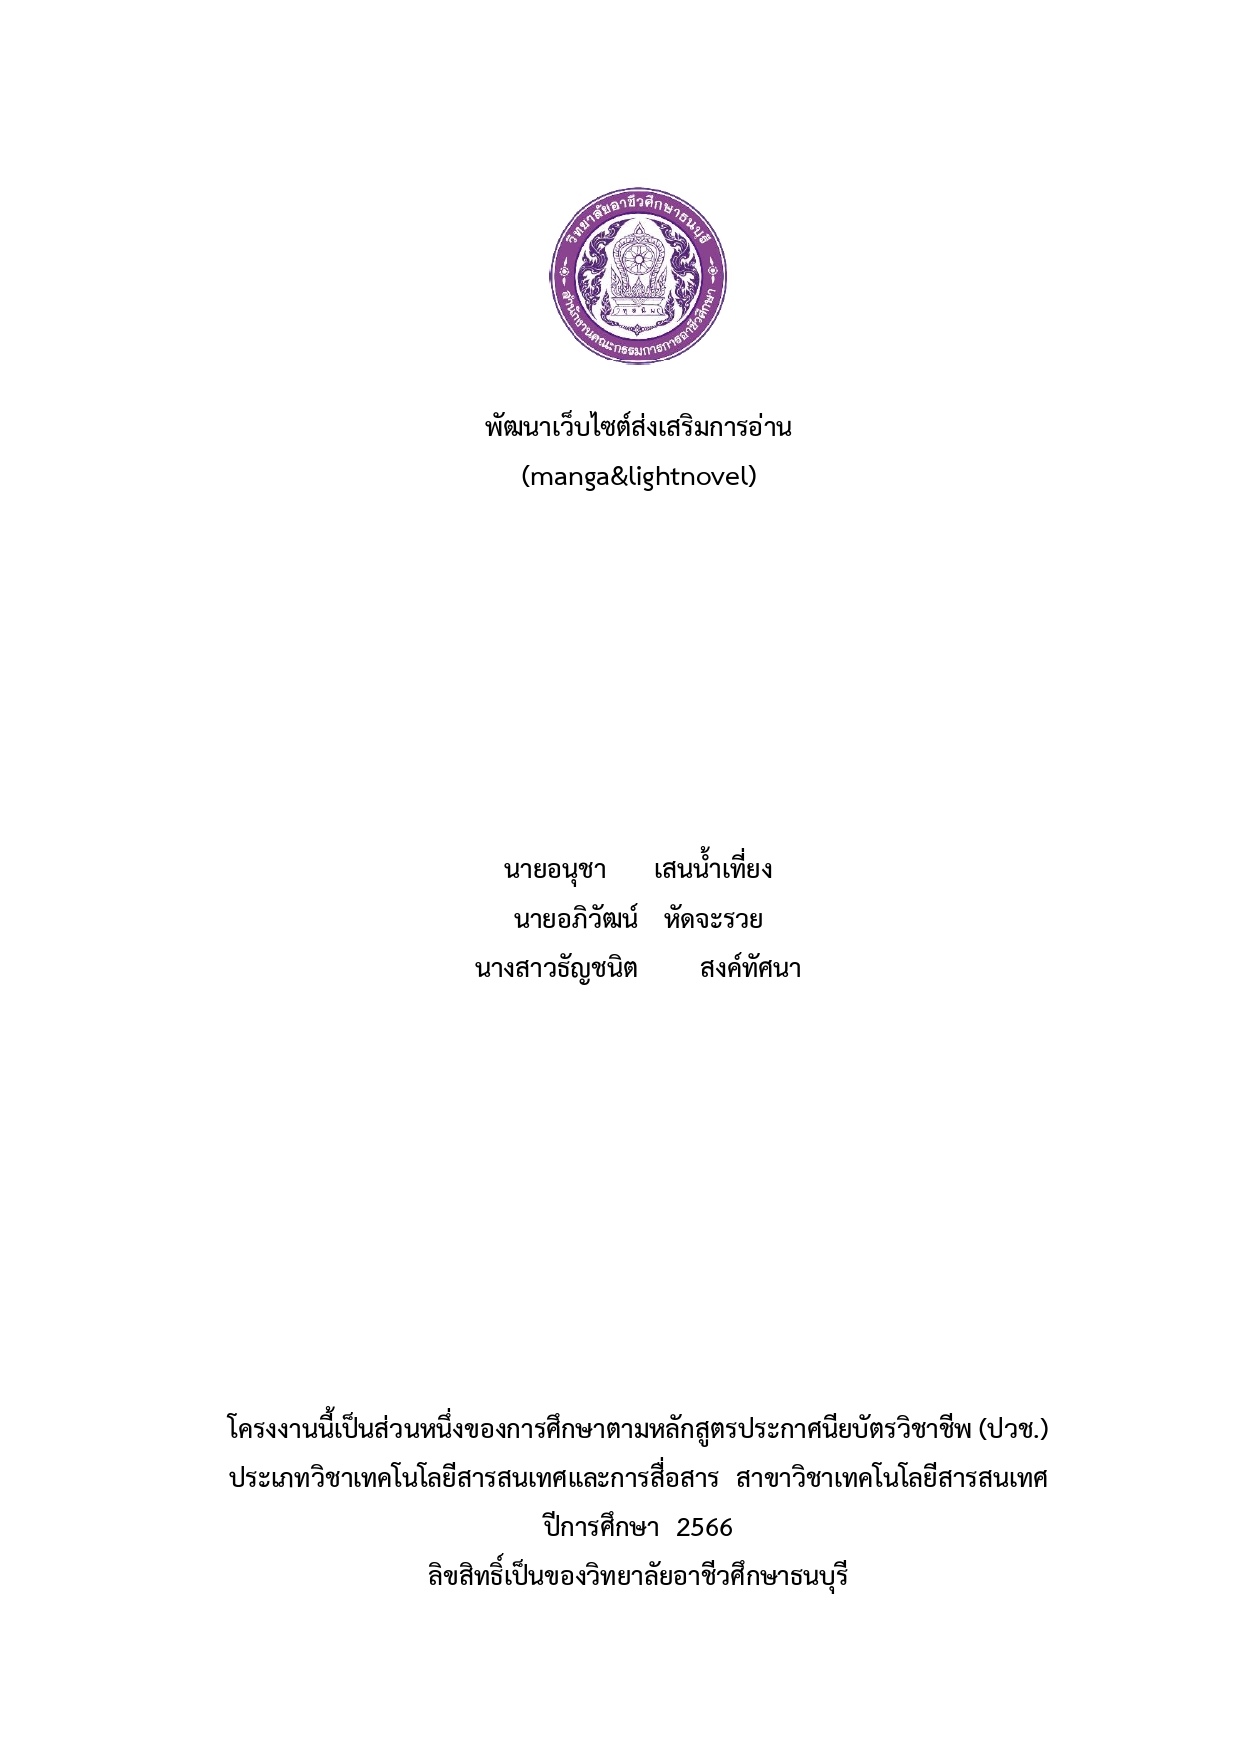 วิทยาลัยอาชีวศึกษาธนบุรี
สำนักงานคณะกรรมการการอาชีวศึกษา
พัฒนาเว็บไซต์ส่งเสริมการอ่าน
(manga&lightnovel)
นายอนุชา เสนน้ำเที่ยง
นายอภิวัฒน์ หัดจะรวย
นางสาวธัญชนิต สงค์ทัศนา
โครงงานนี้เป็นส่วนหนึ่งของการศึกษาตามหลักสูตรประกาศนียบัตรวิชาชีพ (ปวช.)
ประเภทวิชาเทคโนโลยีสารสนเทศและการสื่อสาร สาขาวิชาเทคโนโลยีสารสนเทศ
ปีการศึกษา 2566
ลิขสิทธิ์เป็นของวิทยาลัยอาชีวศึกษาธนบุรี